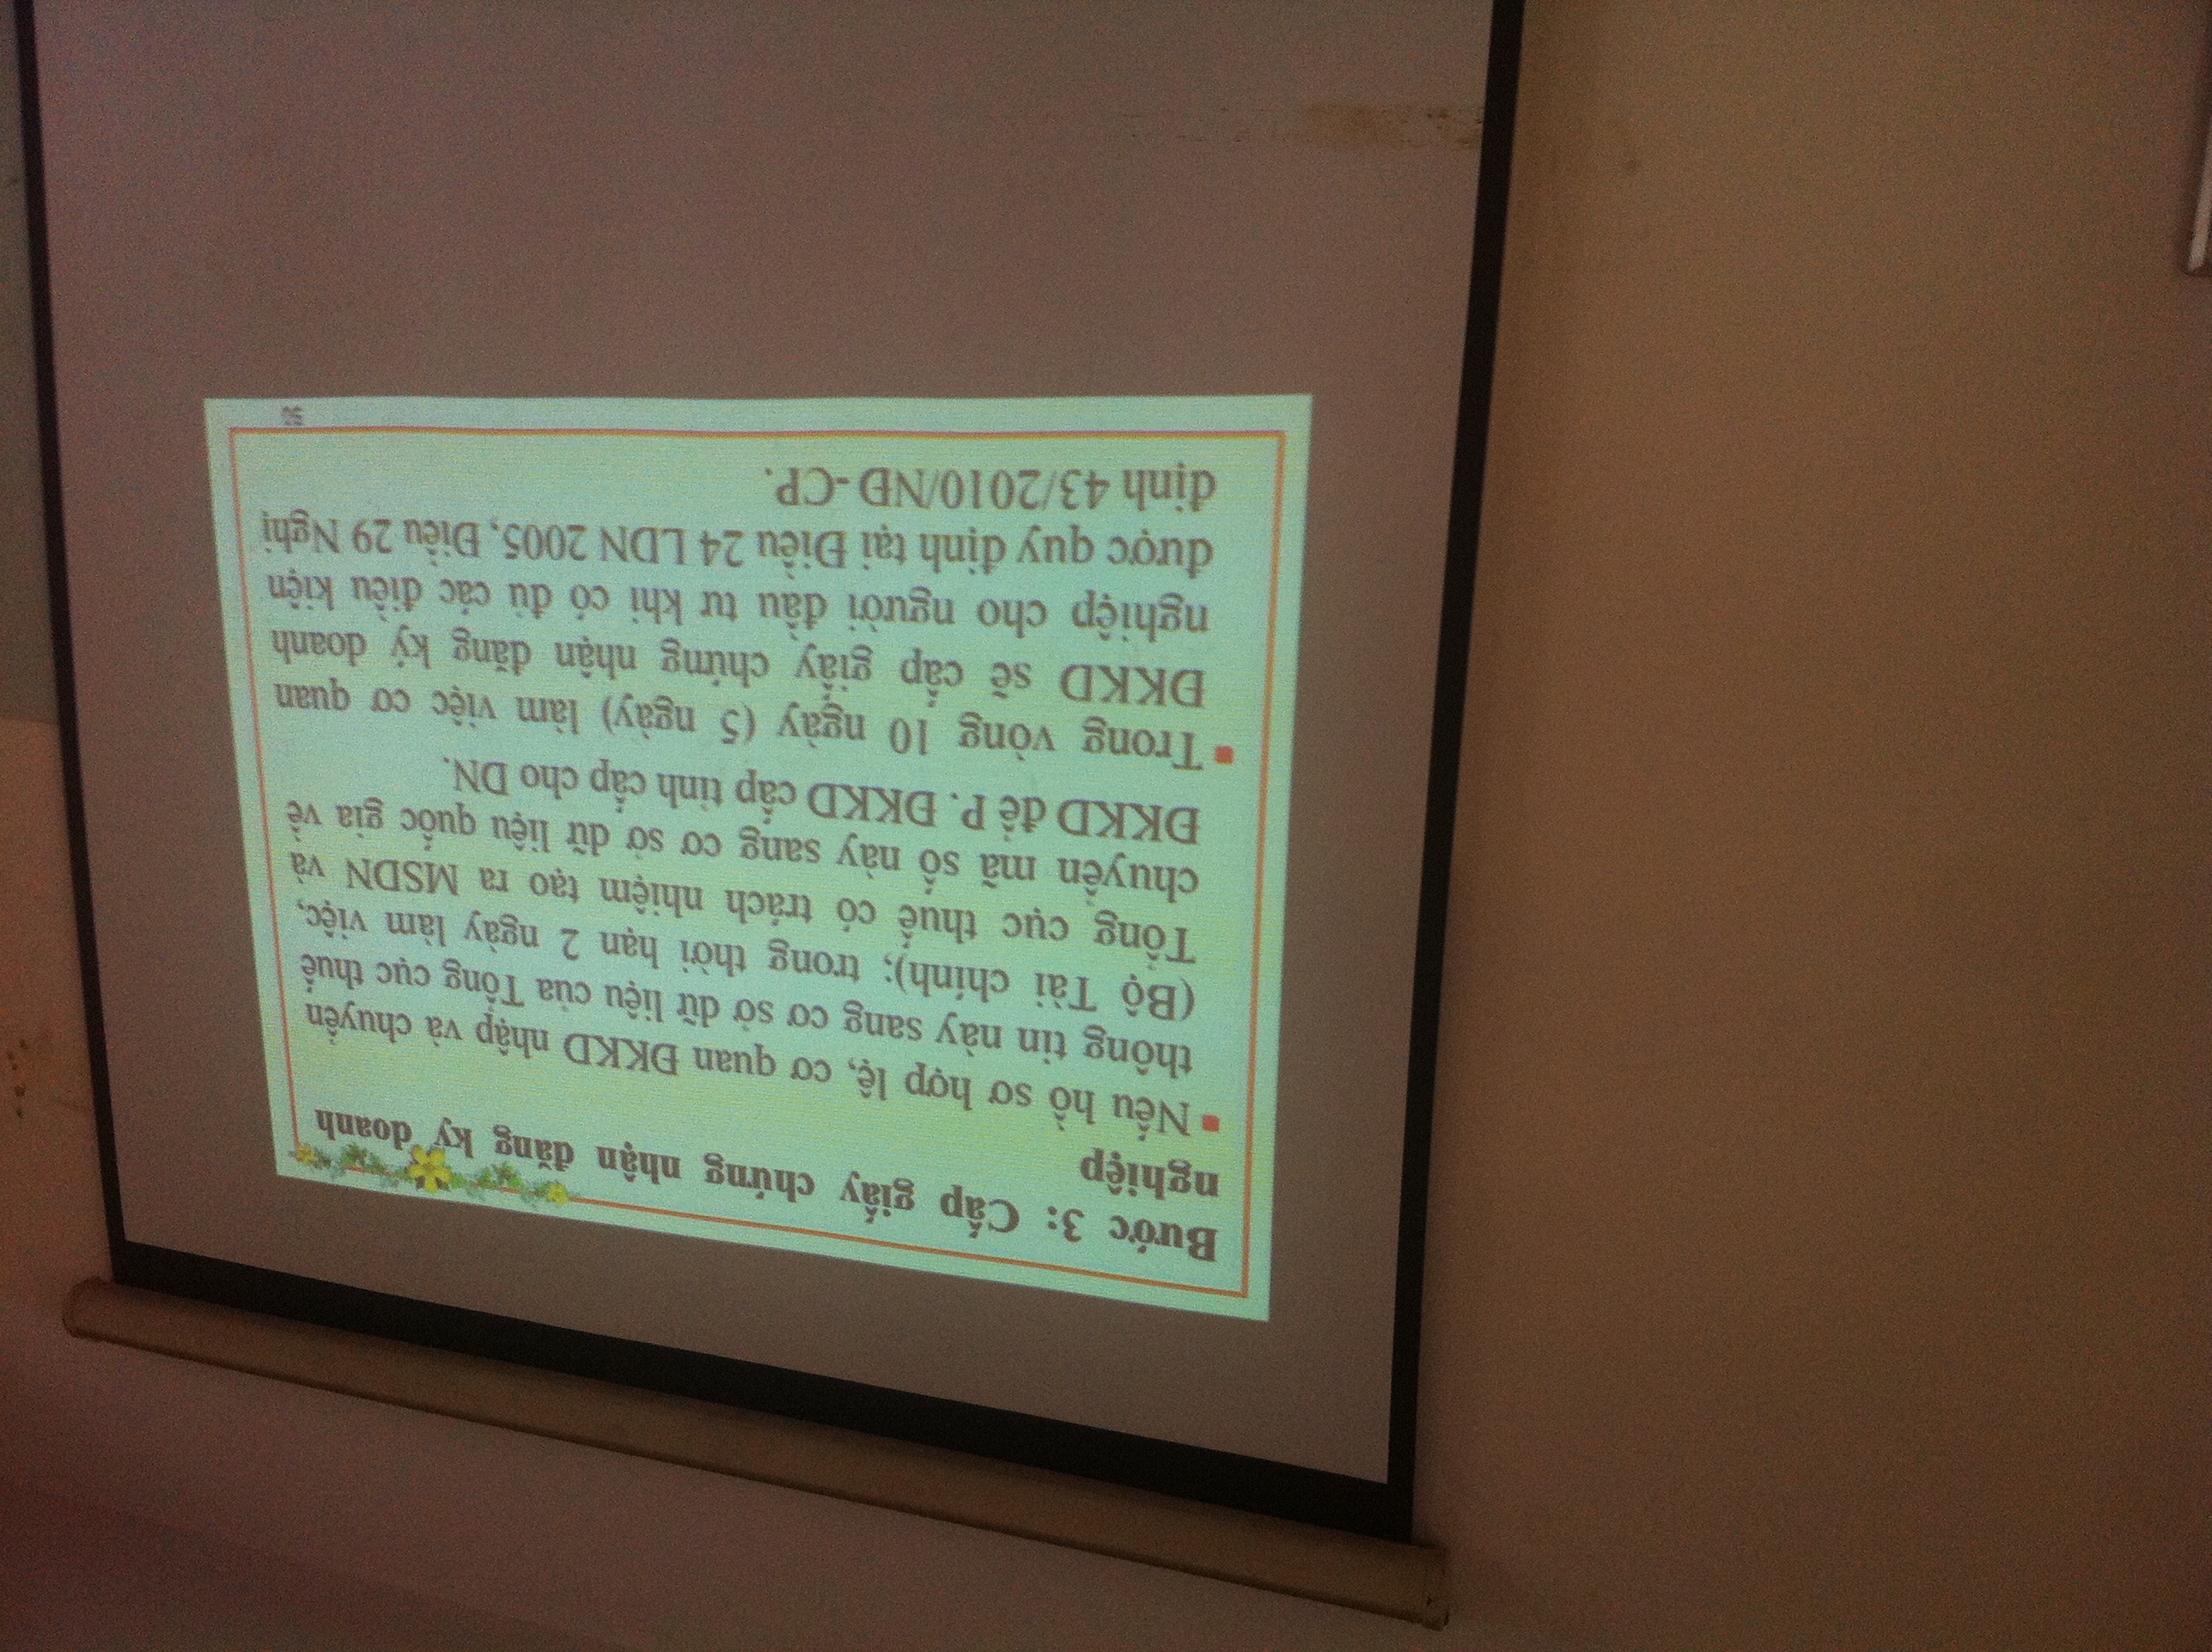 Bước 3: Cấp giấy chứng nhận đăng ký doanh
nghiệp
Nếu hồ sơ hợp lệ, cơ quan ĐKKD nhập và chuyển
thông tin này sang cơ sở dữ liệu của Tổng cục thuế
(Bộ Tài chính); trong thời hạn 2 ngày làm việc,
Tổng cục thuế có trách nhiệm tạo ra MSDN và
chuyển mã số này sang cơ sở dữ liệu quốc gia về
ĐKKD để P. ĐKKD cấp tỉnh cấp cho DN.
Trong vòng 10 ngày (5 ngày) làm việc cơ quan
ĐKKD sẽ cấp giấy chứng nhận đăng ký doanh
nghiệp cho người đầu tư khi có đủ các điều kiện
được quy định tại Điều 24 LDN 2005, Điều 29 Nghị
định 43/2010/NĐ-CP.